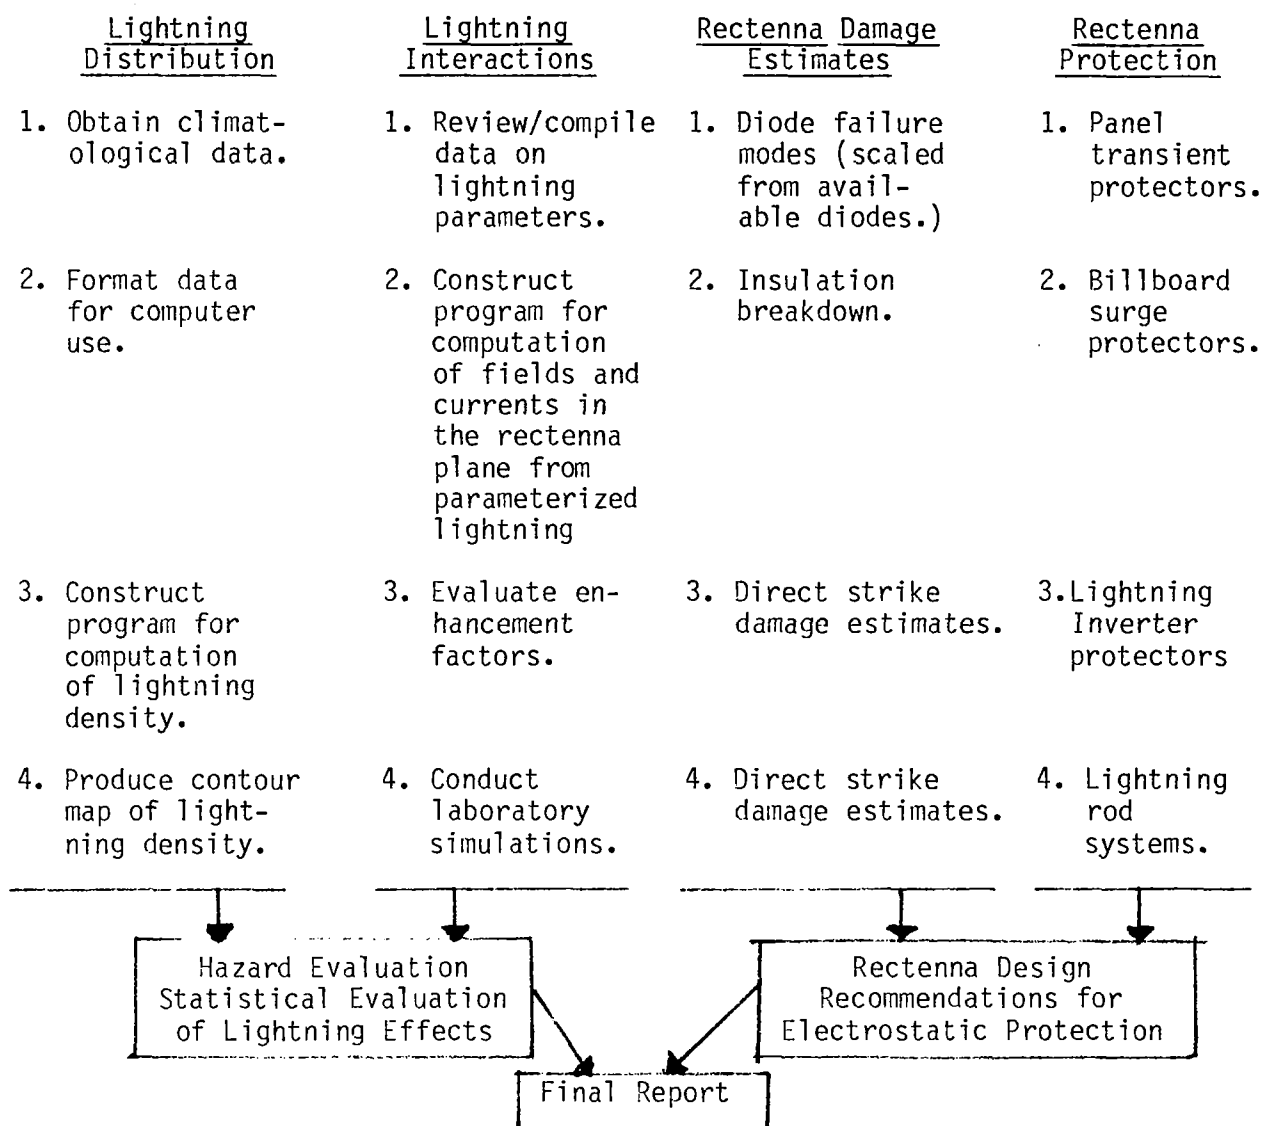 Lightning
Distribution
1. Obtain climat-
ological data.
2. Format data
for computer
use.
3. Construct
program for
computation
of lightning
density.
4. Produce contour
map of light-
ning density.
Lightning
Interactions
1. Review/compile
data on
lightning
parameters.
2. Construct
program for
computation
of fields and
currents in
the rectenna
plane from
parameterized
lightning
3. Evaluate en-
hancement
factors.
4. Conduct
laboratory
simulations.
Rectenna Damage
Estimates
1. Diode failure
modes (scaled
from avail-
able diodes.)
2. Insulation
breakdown.
3. Direct strike
damage estimates.
4. Direct strike
damage estimates.
Rectenna
Protection
1. Panel
transient
protectors.
2. Billboard
surge
protectors.
3.Lightning
Inverter
protectors
4. Lightning
rod
systems.
Hazard Evaluation
Statistical Evaluation
of Lightning Effects
Rectenna Design
Recommendations for
Electrostatic Protection
Final Report